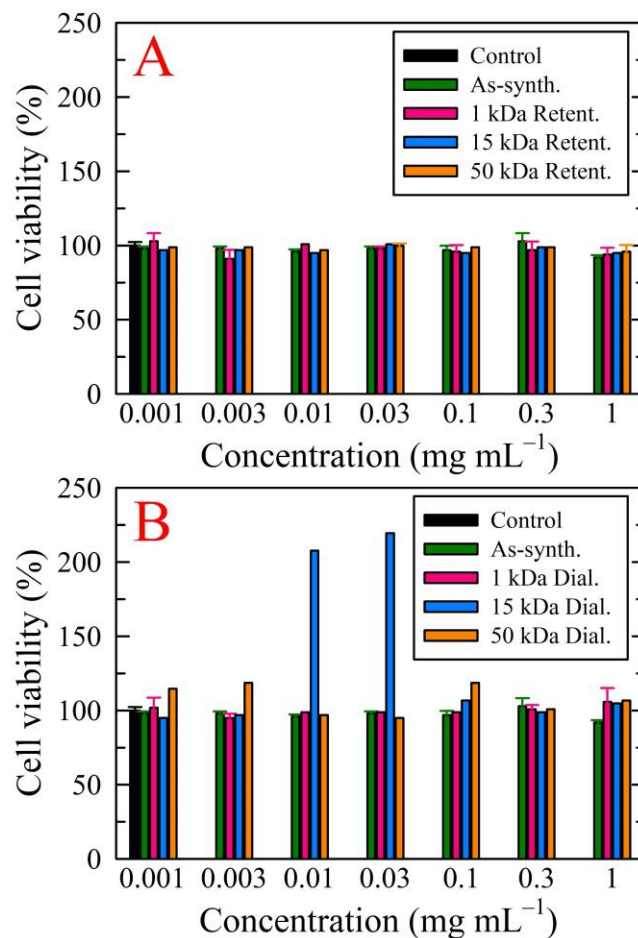 A
Control
As-synth.
1 kDa Retent.
15 kDa Retent.
50 kDa Retent.
250
200
150
100
50
0
Cell viability (%)
0.001 0.003 0.01 0.03 0.1 0.3 1
Concentration (mg mL⁻¹)
B
Control
As-synth.
1 kDa Dial.
15 kDa Dial.
50 kDa Dial.
250
200
150
100
50
0
Cell viability (%)
0.001 0.003 0.01 0.03 0.1 0.3 1
Concentration (mg mL⁻¹)